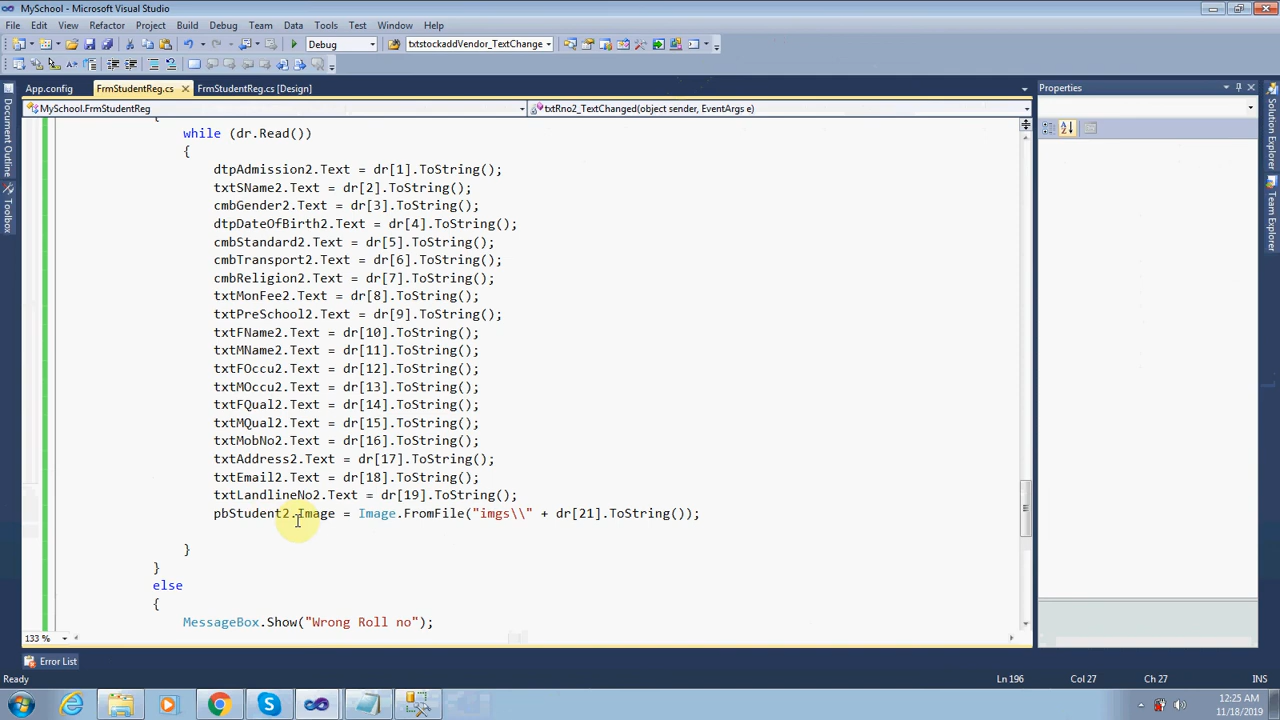 MySchool - Microsoft Visual Studio
File Edit View Refactor Project Build Debug Team Data Tools Test Window Help
Debug txtstockaddVendor_TextChange
App.config FrmStudentReg.cs FrmStudentReg.cs [Design] Properties
MySchool.FrmStudentReg txtRno2_TextChanged(object sender, EventArgs e)
Document Outline
Toolbox
Solution Explorer
Team Explorer
{
while (dr.Read())
{
dtpAdmission2.Text = dr[1].ToString();
txtSName2.Text = dr[2].ToString();
cmbGender2.Text = dr[3].ToString();
dtpDateOfBirth2.Text = dr[4].ToString();
cmbStandard2.Text = dr[5].ToString();
cmbTransport2.Text = dr[6].ToString();
cmbReligion2.Text = dr[7].ToString();
txtMonFee2.Text = dr[8].ToString();
txtPreSchool2.Text = dr[9].ToString();
txtFName2.Text = dr[10].ToString();
txtMName2.Text = dr[11].ToString();
txtFOccu2.Text = dr[12].ToString();
txtMOccu2.Text = dr[13].ToString();
txtFQual2.Text = dr[14].ToString();
txtMQual2.Text = dr[15].ToString();
txtMobNo2.Text = dr[16].ToString();
txtAddress2.Text = dr[17].ToString();
txtEmail2.Text = dr[18].ToString();
txtLandlineNo2.Text = dr[19].ToString();
pbStudent2.Image = Image.FromFile("imgs\\" + dr[21].ToString());
}
}
else
{
MessageBox.Show("Wrong Roll no");
133 %
Error List
Ready Ln 196 Col 27 Ch 27 INS
12:25 AM
11/18/2019